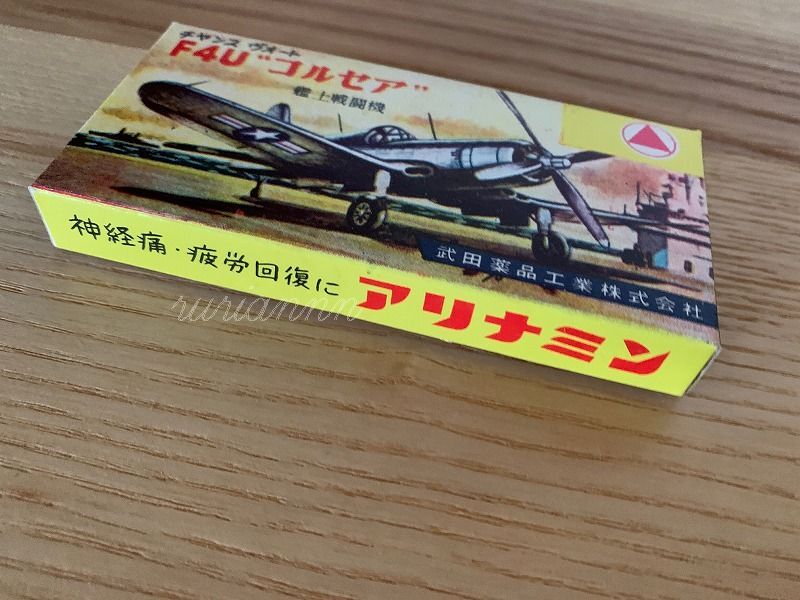 チャンス ヴォート
F4U "コルセア"
艦上戦闘機
武田薬品工業株式会社
神経痛・疲労回復に アリナミン
ruriannn